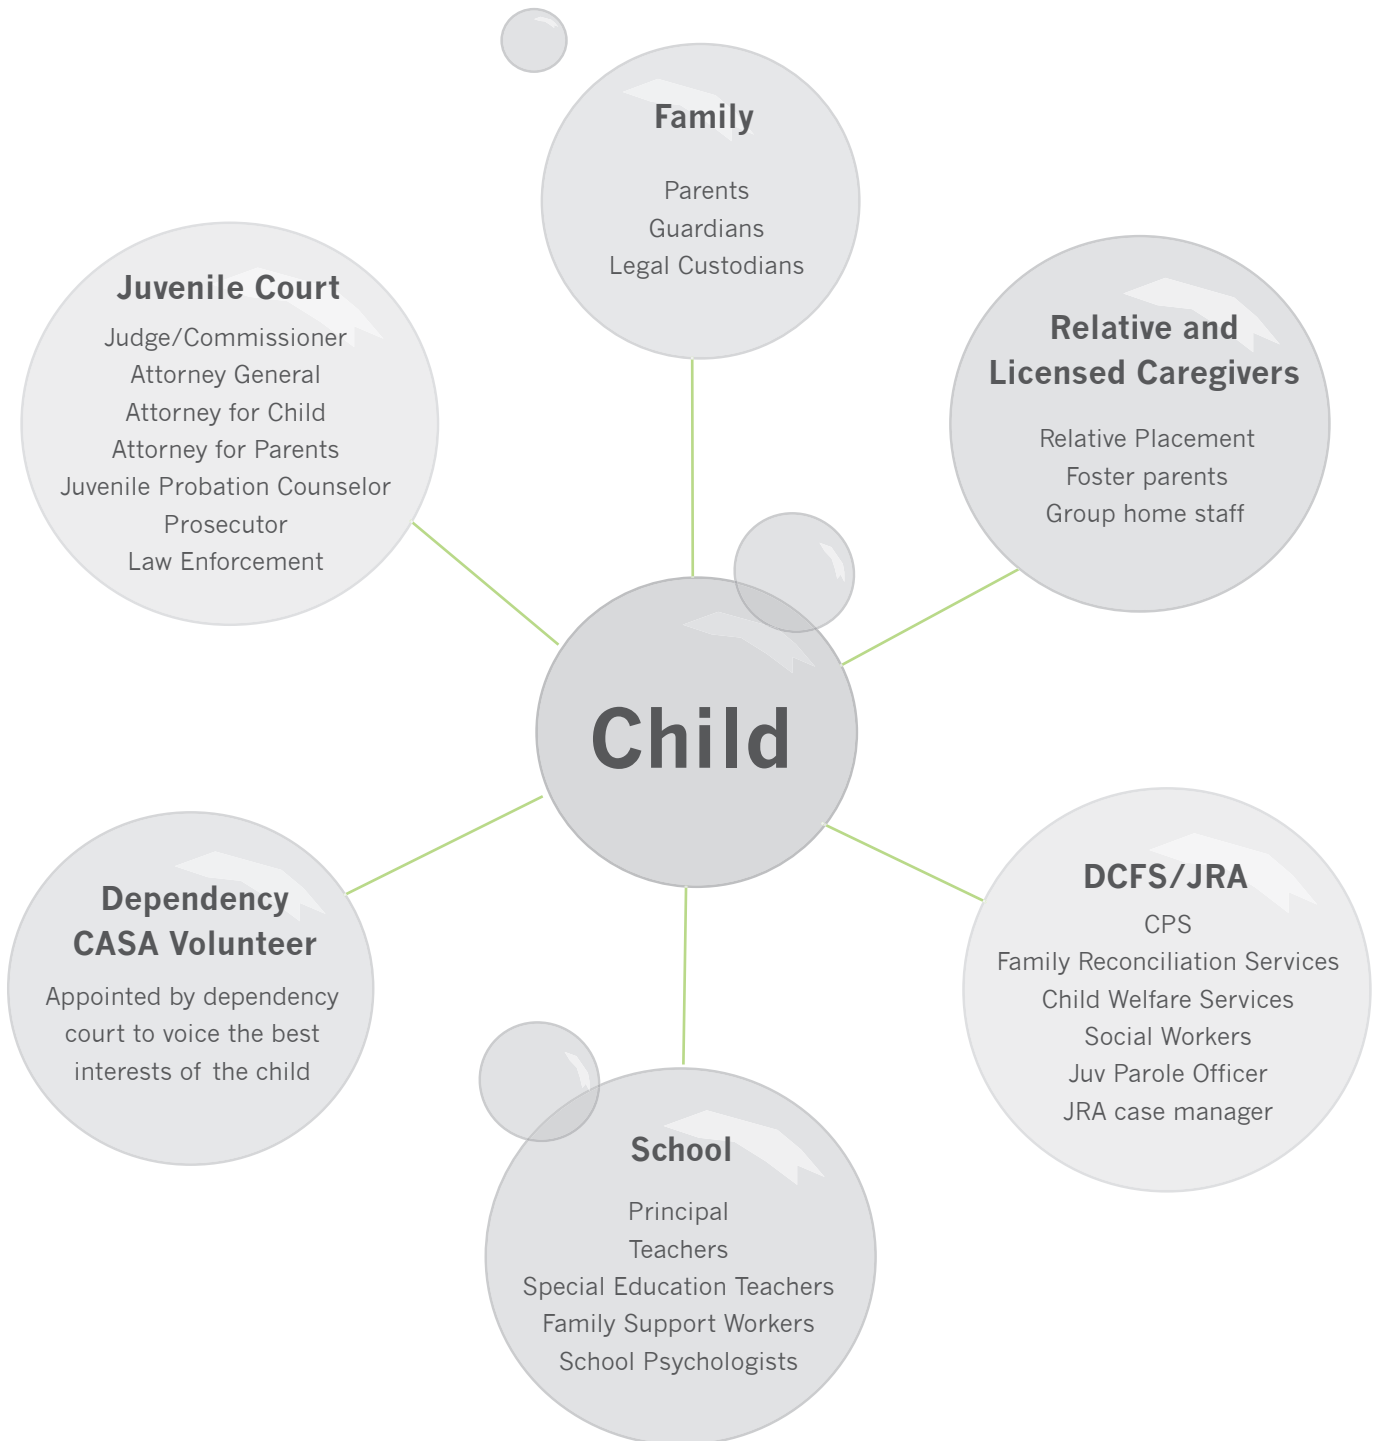 Family
Parents
Guardians
Legal Custodians
Juvenile Court
Judge/Commissioner
Attorney General
Attorney for Child
Attorney for Parents
Juvenile Probation Counselor
Prosecutor
Law Enforcement
Relative and
Licensed Caregivers
Relative Placement
Foster parents
Group home staff
Child
Dependency
CASA Volunteer
Appointed by dependency
court to voice the best
interests of the child
DCFS/JRA
CPS
Family Reconciliation Services
Child Welfare Services
Social Workers
Juv Parole Officer
JRA case manager
School
Principal
Teachers
Special Education Teachers
Family Support Workers
School Psychologists